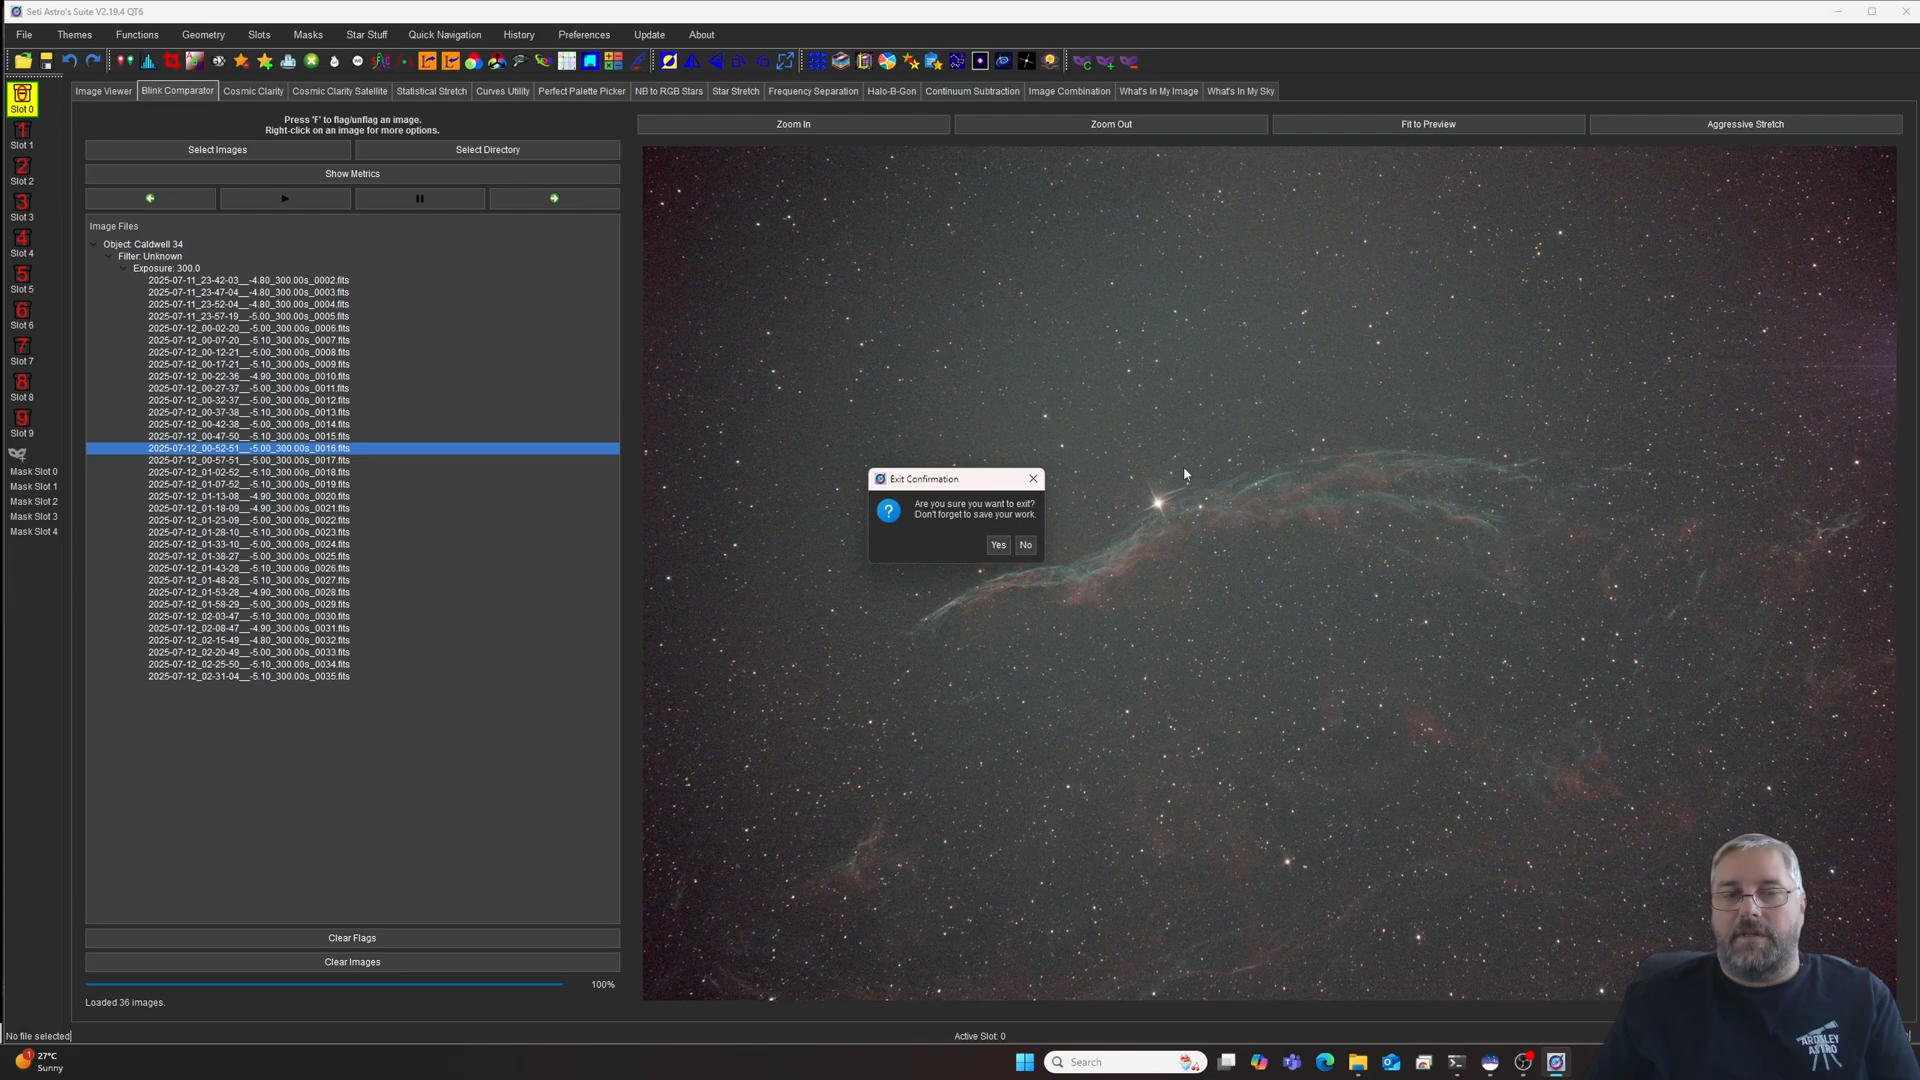 Seti Astro's Suite V2.19.4 QT6
File Themes Functions Geometry Slots Masks Star Stuff Quick Navigation History Preferences Update About
Slot 0
Slot 1
Slot 2
Slot 3
Slot 4
Slot 5
Slot 6
Slot 7
Slot 8
Slot 9
Mask Slot 0
Mask Slot 1
Mask Slot 2
Mask Slot 3
Mask Slot 4
Image Viewer Blink Comparator Cosmic Clarity Cosmic Clarity Satellite Statistical Stretch Curves Utility Perfect Palette Picker NB to RGB Stars Star Stretch Frequency Separation Halo-B-Gon Continuum Subtraction Image Combination What's In My Image What's In My Sky
Press 'F' to flag/unflag an image.
Right-click on an image for more options.
Select Images Select Directory
Show Metrics
Image Files
Object: Caldwell 34
Filter: Unknown
Exposure: 300.0
2025-07-11_23-42-03__-4.80_300.00s_0002.fits
2025-07-11_23-47-04__-4.80_300.00s_0003.fits
2025-07-11_23-52-04__-4.80_300.00s_0004.fits
2025-07-11_23-57-19__-5.00_300.00s_0005.fits
2025-07-12_00-02-20__-5.00_300.00s_0006.fits
2025-07-12_00-07-20__-5.10_300.00s_0007.fits
2025-07-12_00-12-21__-5.00_300.00s_0008.fits
2025-07-12_00-17-21__-5.10_300.00s_0009.fits
2025-07-12_00-22-36__-4.90_300.00s_0010.fits
2025-07-12_00-27-37__-5.00_300.00s_0011.fits
2025-07-12_00-32-37__-5.00_300.00s_0012.fits
2025-07-12_00-37-38__-5.10_300.00s_0013.fits
2025-07-12_00-42-38__-5.00_300.00s_0014.fits
2025-07-12_00-47-50__-5.10_300.00s_0015.fits
2025-07-12_00-52-51__-5.00_300.00s_0016.fits
2025-07-12_00-57-51__-5.00_300.00s_0017.fits
2025-07-12_01-02-52__-5.10_300.00s_0018.fits
2025-07-12_01-07-52__-5.10_300.00s_0019.fits
2025-07-12_01-13-08__-4.90_300.00s_0020.fits
2025-07-12_01-18-09__-4.90_300.00s_0021.fits
2025-07-12_01-23-09__-5.00_300.00s_0022.fits
2025-07-12_01-28-10__-5.10_300.00s_0023.fits
2025-07-12_01-33-10__-5.00_300.00s_0024.fits
2025-07-12_01-38-27__-5.00_300.00s_0025.fits
2025-07-12_01-43-28__-5.10_300.00s_0026.fits
2025-07-12_01-48-28__-5.10_300.00s_0027.fits
2025-07-12_01-53-28__-4.90_300.00s_0028.fits
2025-07-12_01-58-29__-5.00_300.00s_0029.fits
2025-07-12_02-03-47__-5.10_300.00s_0030.fits
2025-07-12_02-08-47__-4.90_300.00s_0031.fits
2025-07-12_02-15-49__-4.80_300.00s_0032.fits
2025-07-12_02-20-49__-5.00_300.00s_0033.fits
2025-07-12_02-25-50__-5.10_300.00s_0034.fits
2025-07-12_02-31-04__-5.10_300.00s_0035.fits
Clear Flags
Clear Images
100%
Loaded 36 images.
Zoom In Zoom Out Fit to Preview Aggressive Stretch
Exit Confirmation
Are you sure you want to exit?
Don't forget to save your work.
Yes No
ARDSLEY
ASTRO
No file selected Active Slot: 0
27°C
Sunny
Search